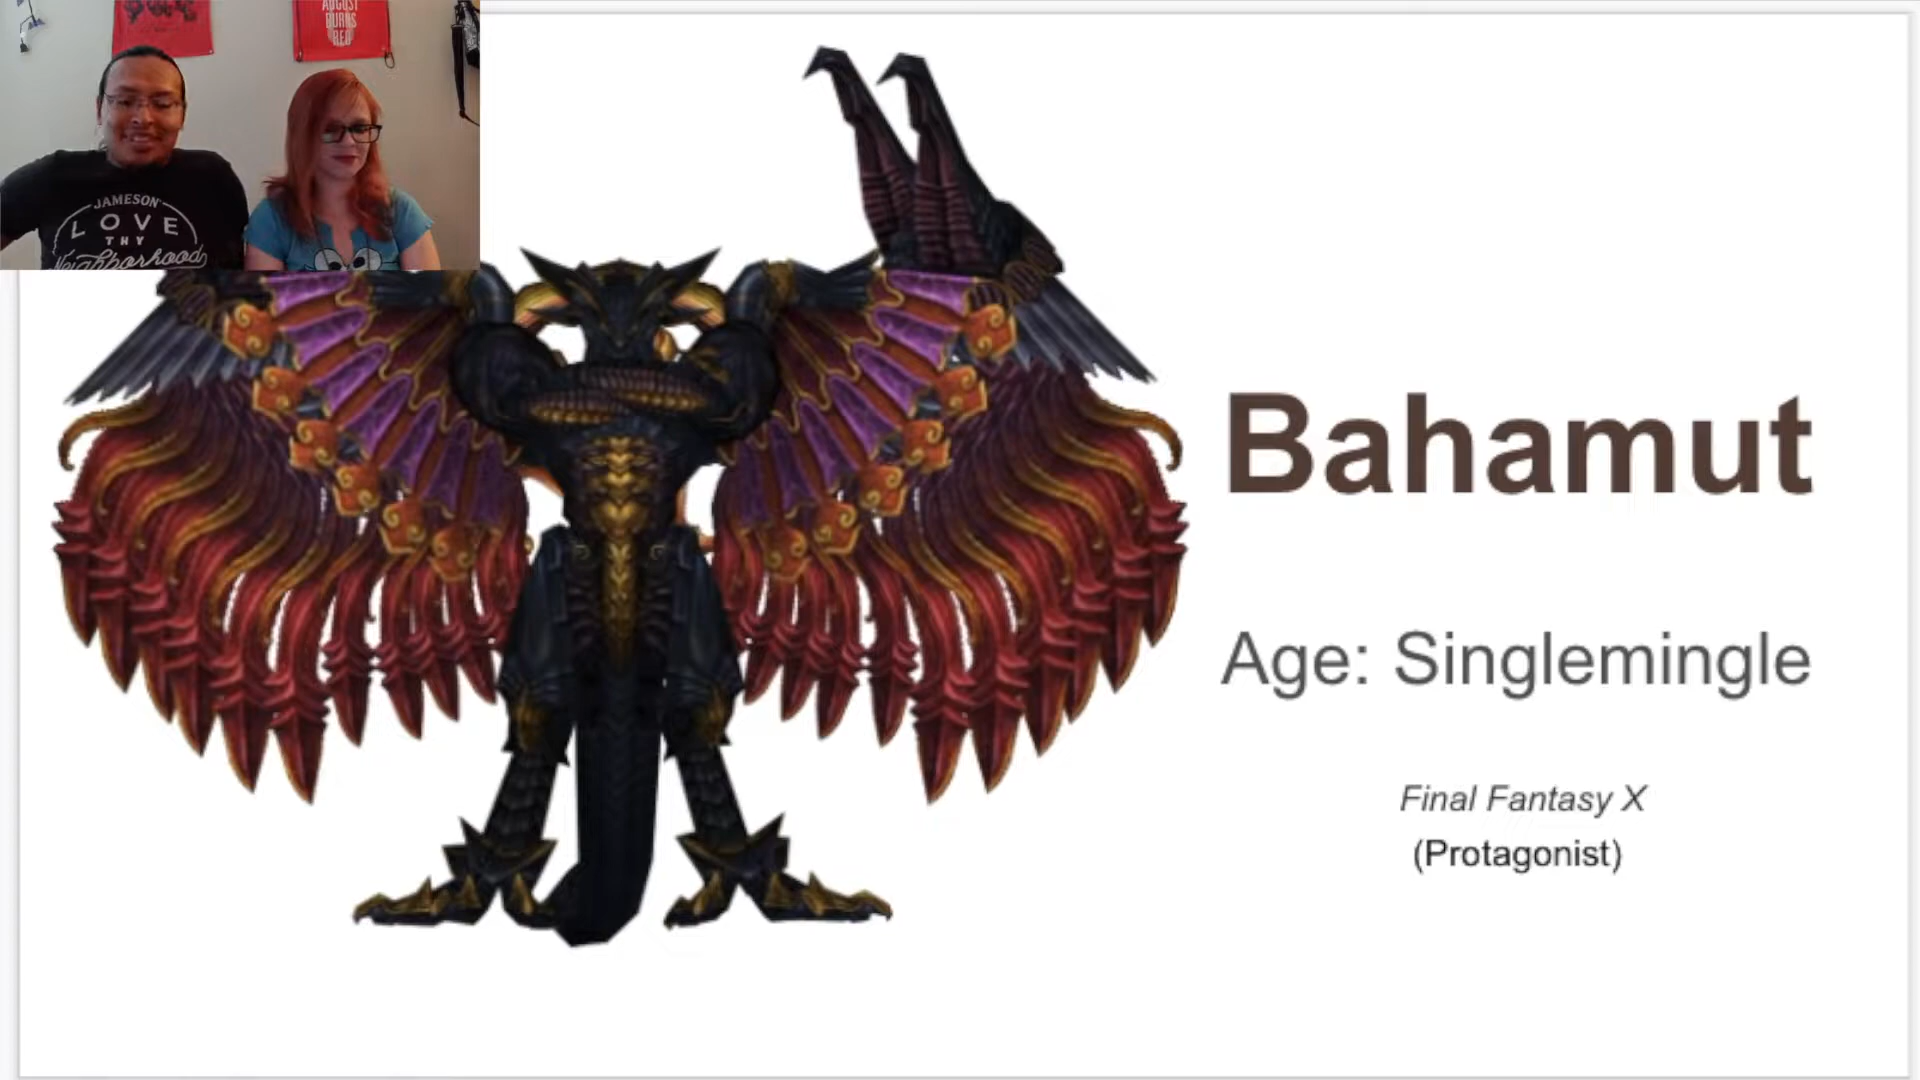 AUGUST
BURNS
RED
JAMESON
LOVE
THY
Neighborhood
Bahamut
Age: Singlemingle
Final Fantasy X
(Protagonist)